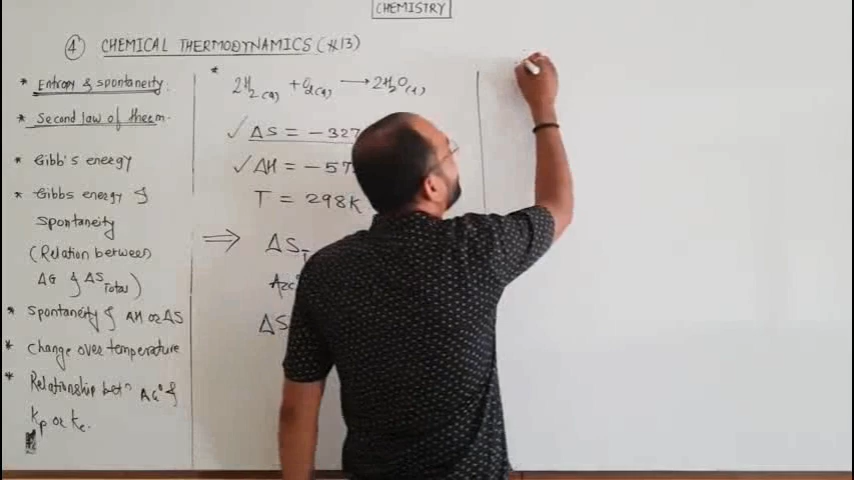 CHEMISTRY
④ CHEMICAL THERMODYNAMICS (#13)
* Entropy & spontaneity.
* Second law of therm.
* Gibb's energy
* Gibbs energy &
Spontaneity
(Relation between
ΔG & ΔS Total)
* Spontaneity & ΔH or ΔS
* Change over temperature
* Relationship betⁿ ΔG° &
Kp or Kc.
* 2H₂(g) + O₂(g) ⟶ 2H₂O(l)
✓ ΔS = -327
✓ ΔH = -57
T = 298K
⇒ ΔS_T
ΔS